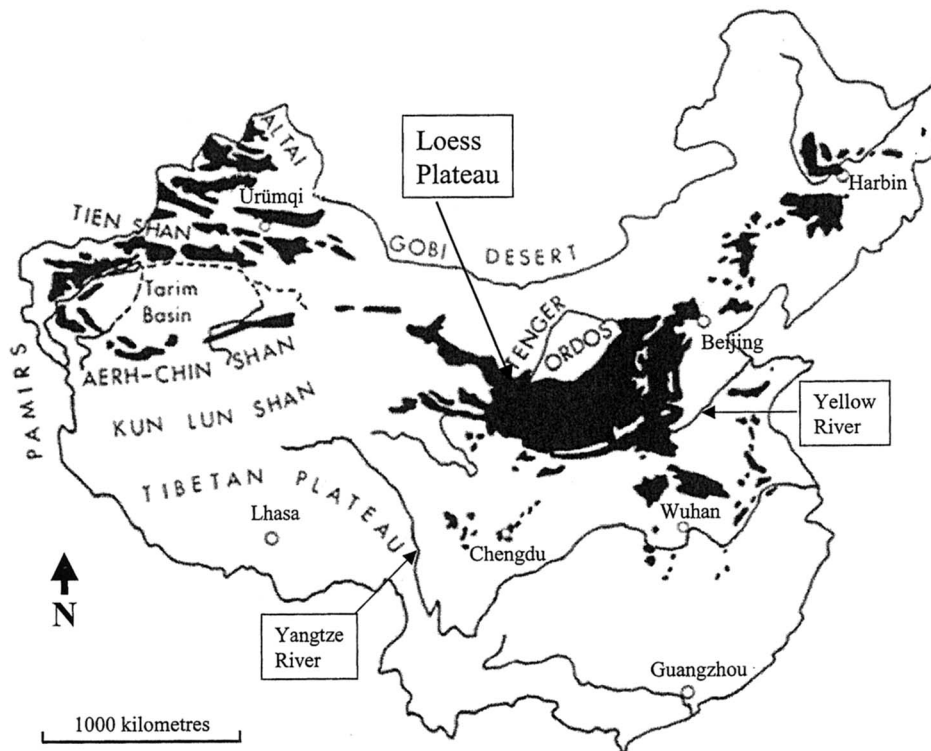 ALTAI
Loess
Plateau
Harbin
Ürümqi
TIEN SHAN
GOBI DESERT
Tarim
Basin
TENGER
ORDOS
Beijing
PAMIRS
AERH-CHIN SHAN
Yellow
River
KUN LUN SHAN
TIBETAN PLATEAU
Lhasa
Wuhan
Chengdu
N
Yangtze
River
Guangzhou
1000 kilometres